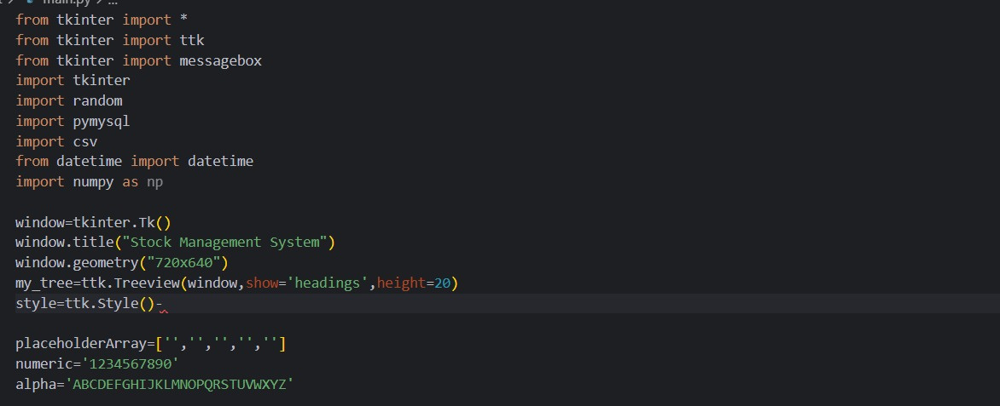 main.py > ...
from tkinter import *
from tkinter import ttk
from tkinter import messagebox
import tkinter
import random
import pymysql
import csv
from datetime import datetime
import numpy as np
window=tkinter.Tk()
window.title("Stock Management System")
window.geometry("720x640")
my_tree=ttk.Treeview(window,show='headings',height=20)
style=ttk.Style()-
placeholderArray=['','','','','']
numeric='1234567890'
alpha='ABCDEFGHIJKLMNOPQRSTUVWXYZ'